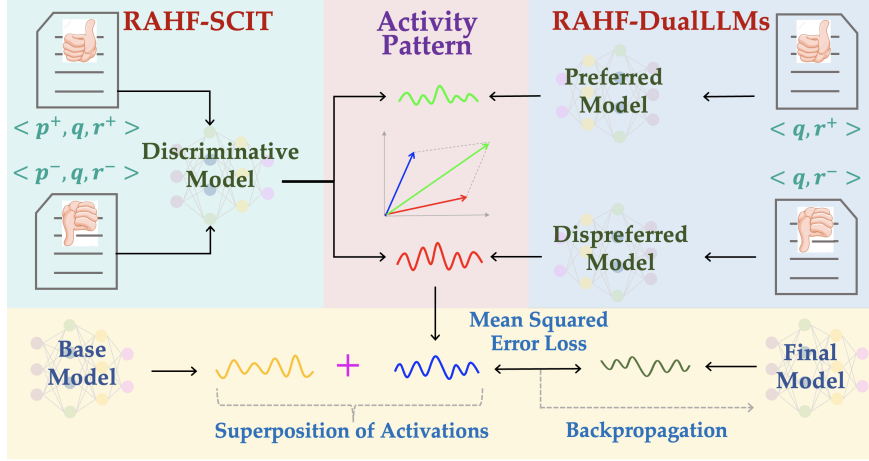 RAHF-SCIT
Activity
Pattern
RAHF-DualLLMs
< p⁺, q, r⁺ >
< p⁻, q, r⁻ >
Discriminative
Model
Preferred
Model
< q, r⁺ >
< q, r⁻ >
Dispreferred
Model
Mean Squared
Error Loss
Base
Model
+
Final
Model
Superposition of Activations
Backpropagation